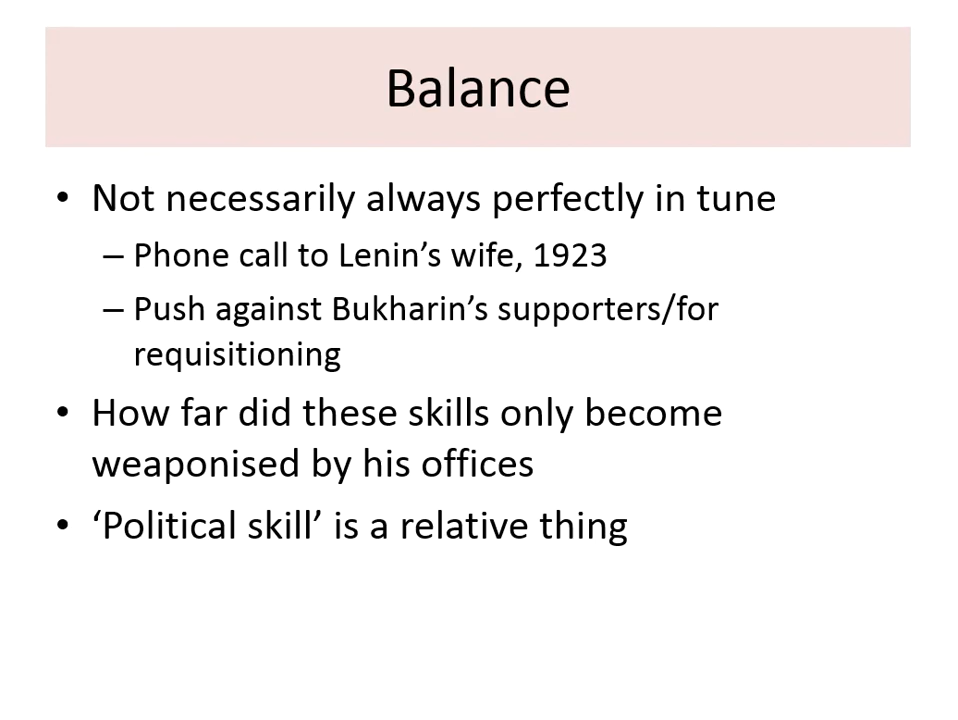 Balance
• Not necessarily always perfectly in tune
– Phone call to Lenin’s wife, 1923
– Push against Bukharin’s supporters/for
requisitioning
• How far did these skills only become
weaponised by his offices
• ‘Political skill’ is a relative thing